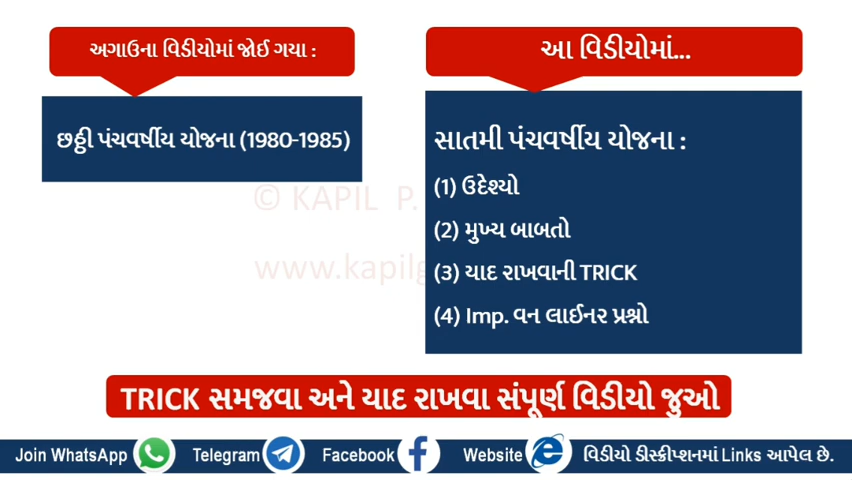 અગાઉના વિડીયોમાં જોઈ ગયા :
છઠ્ઠી પંચવર્ષીય યોજના (1980-1985)
આ વિડીયોમાં...
સાતમી પંચવર્ષીય યોજના :
(1) ઉદેશ્યો
(2) મુખ્ય બાબતો
(3) યાદ રાખવાની TRICK
(4) Imp. વન લાઈનર પ્રશ્નો
© KAPIL P.
www.kapilg
TRICK સમજવા અને યાદ રાખવા સંપૂર્ણ વિડીયો જુઓ
Join WhatsApp Telegram Facebook Website વિડીયો ડીસ્ક્રીપ્શનમાં Links આપેલ છે.